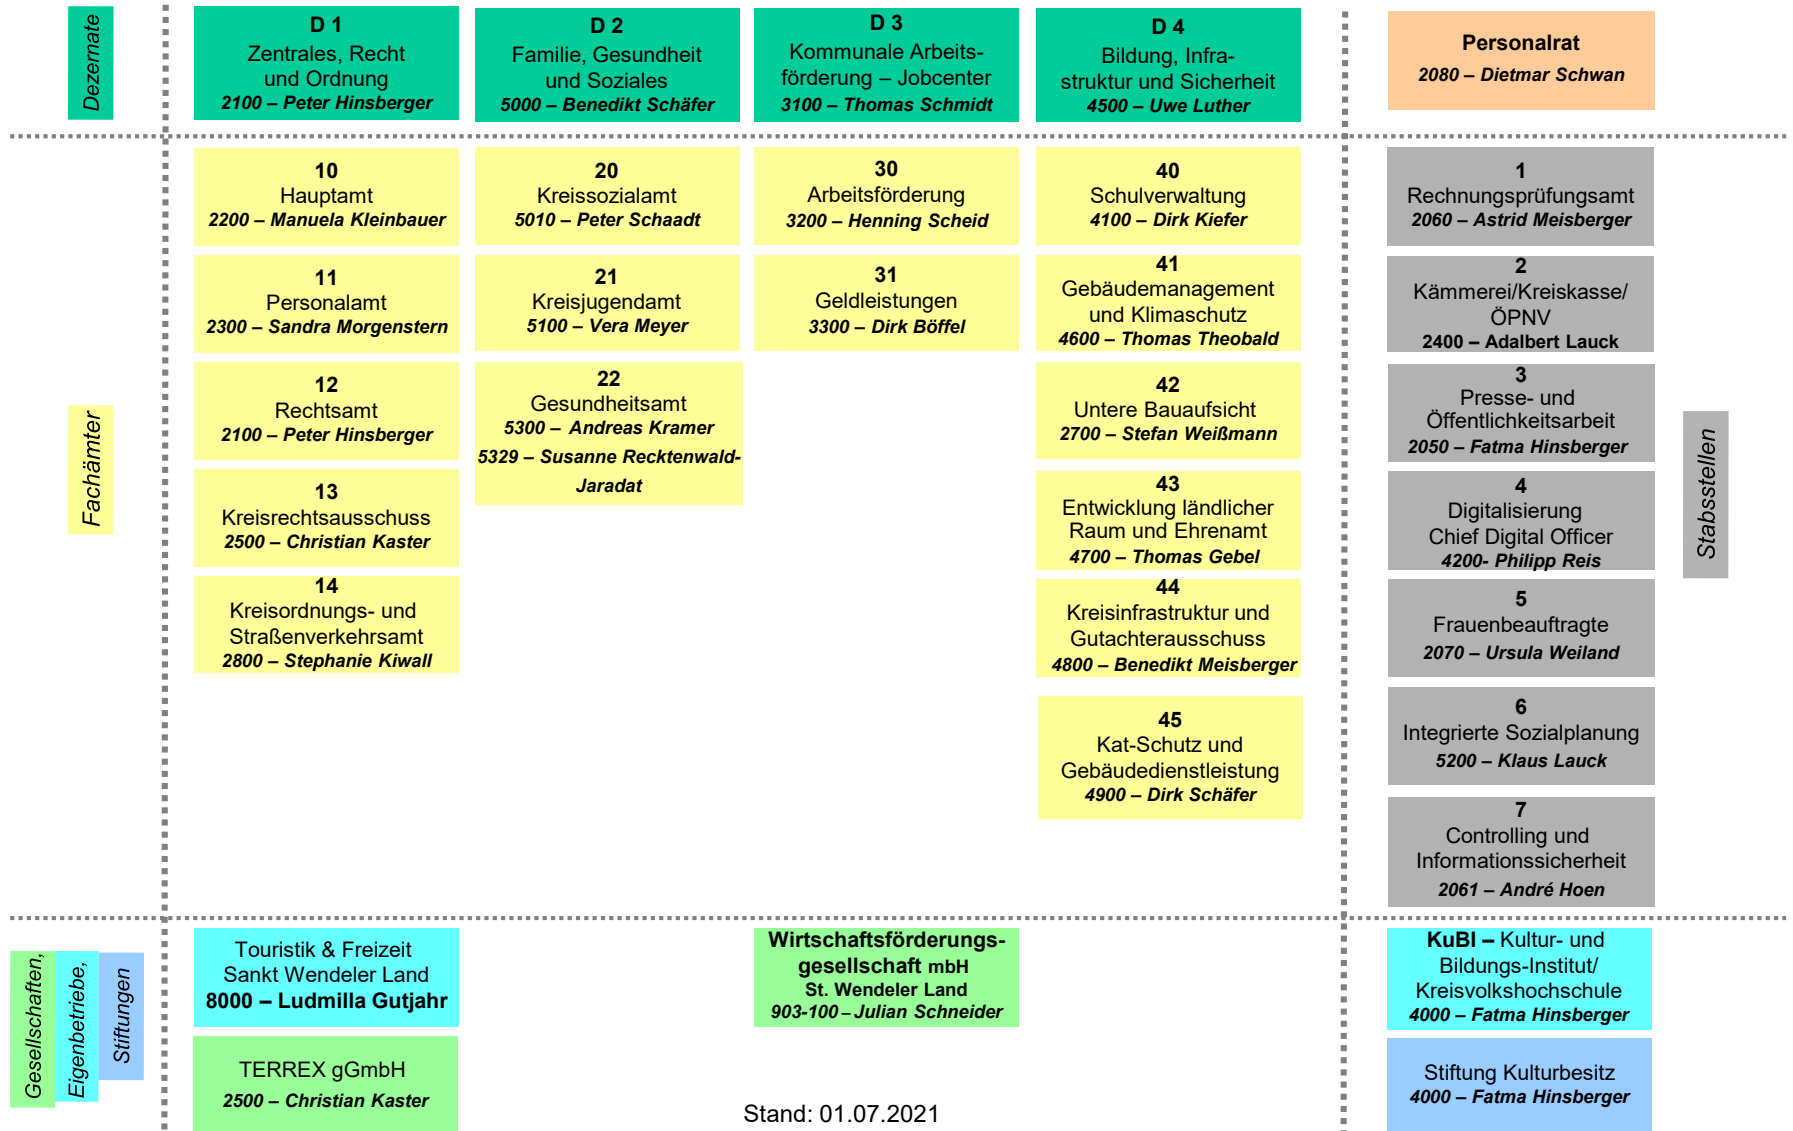 Dezernate
D 1
Zentrales, Recht
und Ordnung
2100 – Peter Hinsberger
D 2
Familie, Gesundheit
und Soziales
5000 – Benedikt Schäfer
D 3
Kommunale Arbeits-
förderung – Jobcenter
3100 – Thomas Schmidt
D 4
Bildung, Infra-
struktur und Sicherheit
4500 – Uwe Luther
Personalrat
2080 – Dietmar Schwan
Fachämter
10
Hauptamt
2200 – Manuela Kleinbauer
11
Personalamt
2300 – Sandra Morgenstern
12
Rechtsamt
2100 – Peter Hinsberger
13
Kreisrechtsausschuss
2500 – Christian Kaster
14
Kreisordnungs- und
Straßenverkehrsamt
2800 – Stephanie Kiwall
20
Kreissozialamt
5010 – Peter Schaadt
21
Kreisjugendamt
5100 – Vera Meyer
22
Gesundheitsamt
5300 – Andreas Kramer
5329 – Susanne Recktenwald-
Jaradat
30
Arbeitsförderung
3200 – Henning Scheid
31
Geldleistungen
3300 – Dirk Böffel
40
Schulverwaltung
4100 – Dirk Kiefer
41
Gebäudemanagement
und Klimaschutz
4600 – Thomas Theobald
42
Untere Bauaufsicht
2700 – Stefan Weißmann
43
Entwicklung ländlicher
Raum und Ehrenamt
4700 – Thomas Gebel
44
Kreisinfrastruktur und
Gutachterausschuss
4800 – Benedikt Meisberger
45
Kat-Schutz und
Gebäudedienstleistung
4900 – Dirk Schäfer
1
Rechnungsprüfungsamt
2060 – Astrid Meisberger
2
Kämmerei/Kreiskasse/
ÖPNV
2400 – Adalbert Lauck
3
Presse- und
Öffentlichkeitsarbeit
2050 – Fatma Hinsberger
4
Digitalisierung
Chief Digital Officer
4200- Philipp Reis
5
Frauenbeauftragte
2070 – Ursula Weiland
6
Integrierte Sozialplanung
5200 – Klaus Lauck
7
Controlling und
Informationssicherheit
2061 – André Hoen
Stabsstellen
Gesellschaften,
Eigenbetriebe,
Stiftungen
Touristik & Freizeit
Sankt Wendeler Land
8000 – Ludmilla Gutjahr
TERREX gGmbH
2500 – Christian Kaster
Wirtschaftsförderungs-
gesellschaft mbH
St. Wendeler Land
903-100 – Julian Schneider
KuBI – Kultur- und
Bildungs-Institut/
Kreisvolkshochschule
4000 – Fatma Hinsberger
Stiftung Kulturbesitz
4000 – Fatma Hinsberger
Stand: 01.07.2021